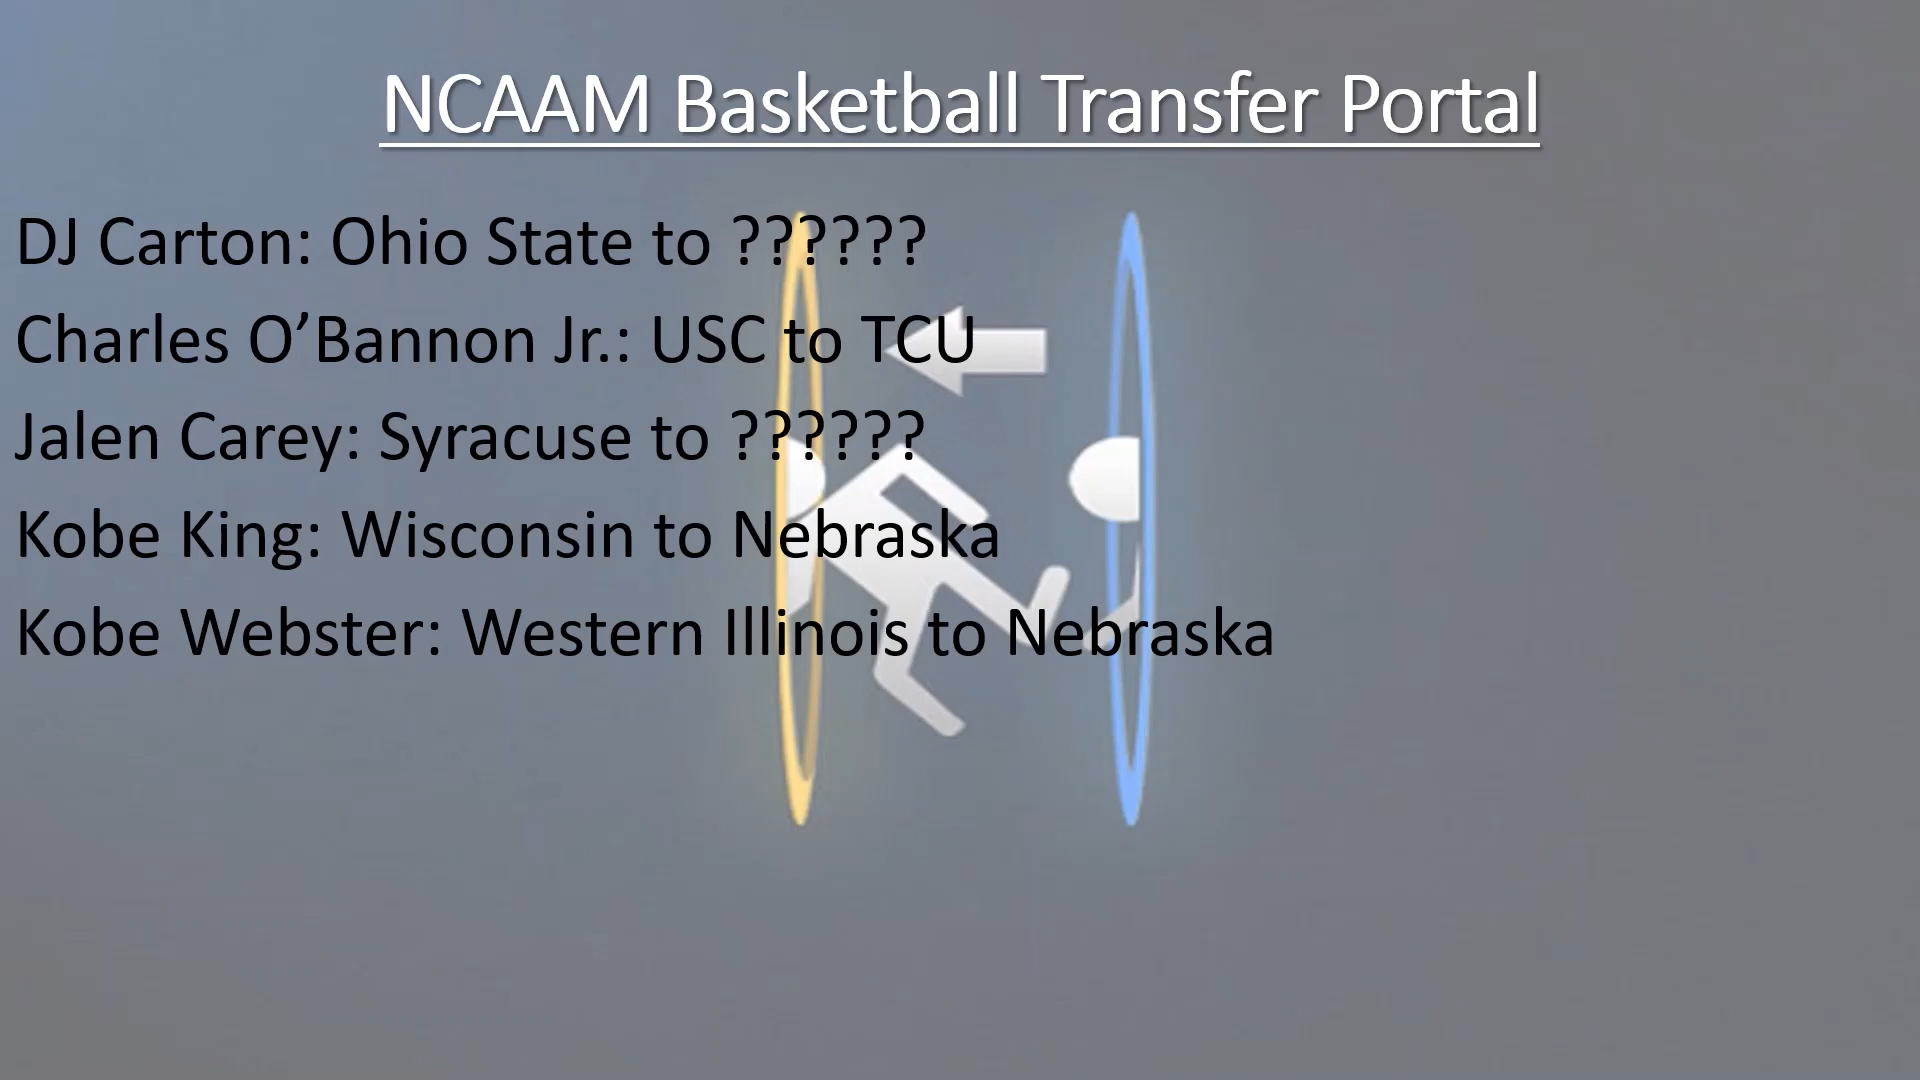 NCAAM Basketball Transfer Portal
DJ Carton: Ohio State to ??????
Charles O’Bannon Jr.: USC to TCU
Jalen Carey: Syracuse to ??????
Kobe King: Wisconsin to Nebraska
Kobe Webster: Western Illinois to Nebraska